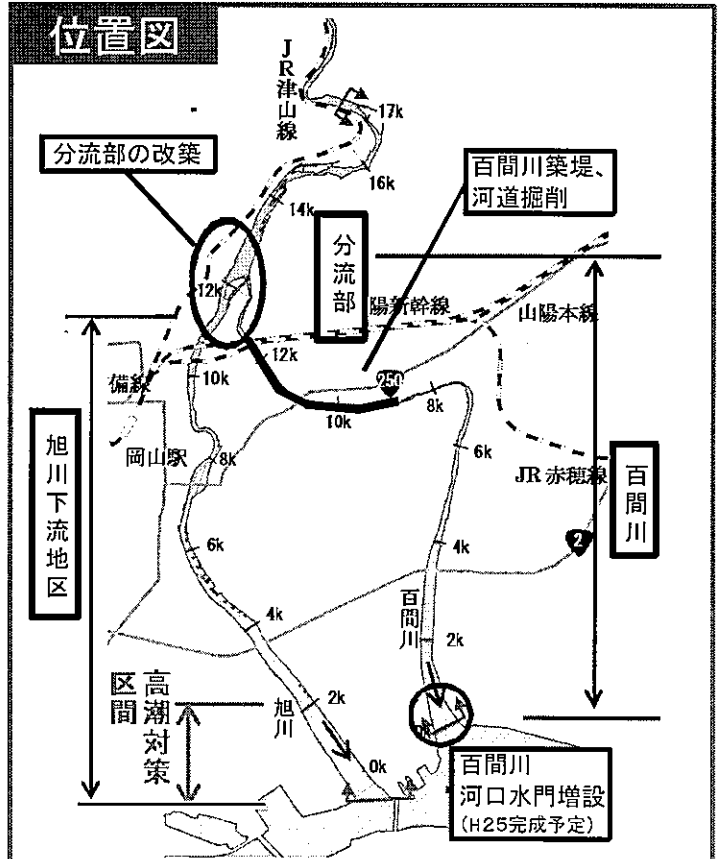 位置図
JR津山線
17k
分流部の改築
百間川築堤、
河道掘削
16k
14k
分流部
12k
陽新幹線
山陽本線
12k
備線
10k
250
8k
10k
旭川下流地区
岡山駅
8k
6k
JR赤穂線
百間川
2
6k
4k
百間川
4k
2k
高潮対策
区間
2k
旭川
0k
百間川
河口水門増設
(H25完成予定)